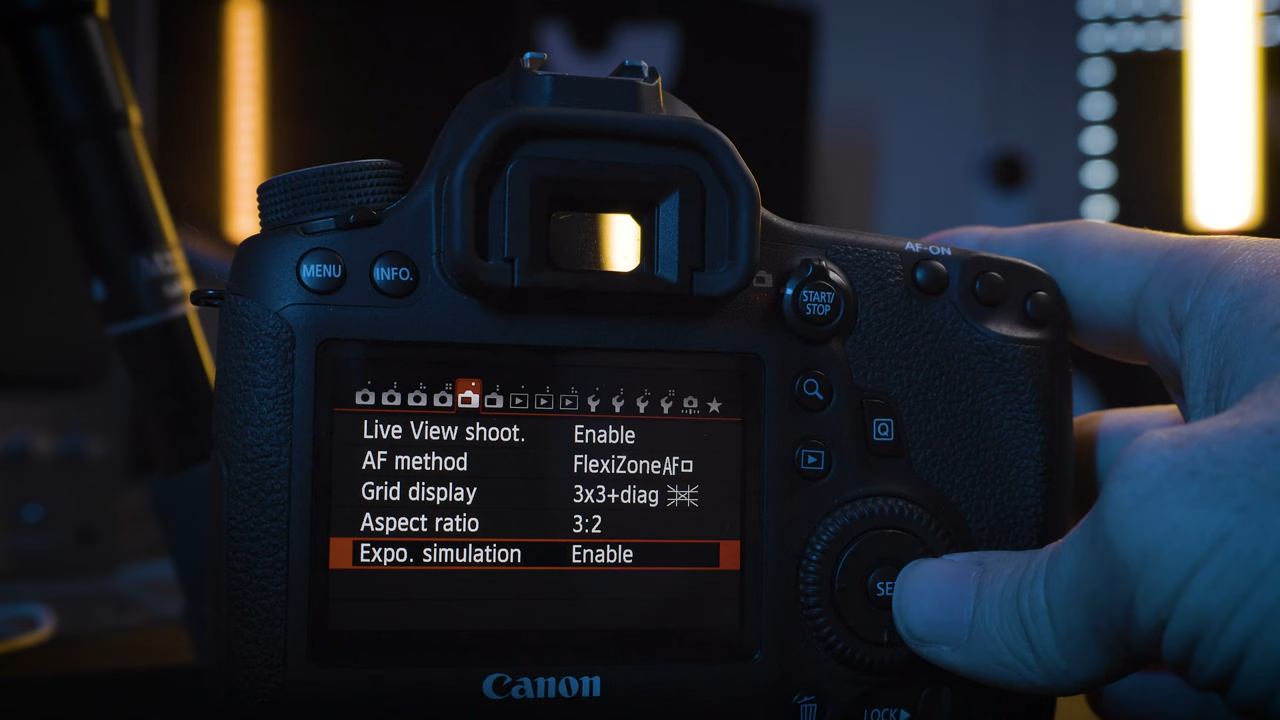 AF-ON
MENU
INFO.
START/
STOP
Q
Live View shoot. Enable
AF method FlexiZoneAF
Grid display 3x3+diag
Aspect ratio 3:2
Expo. simulation Enable
Canon
LOCK